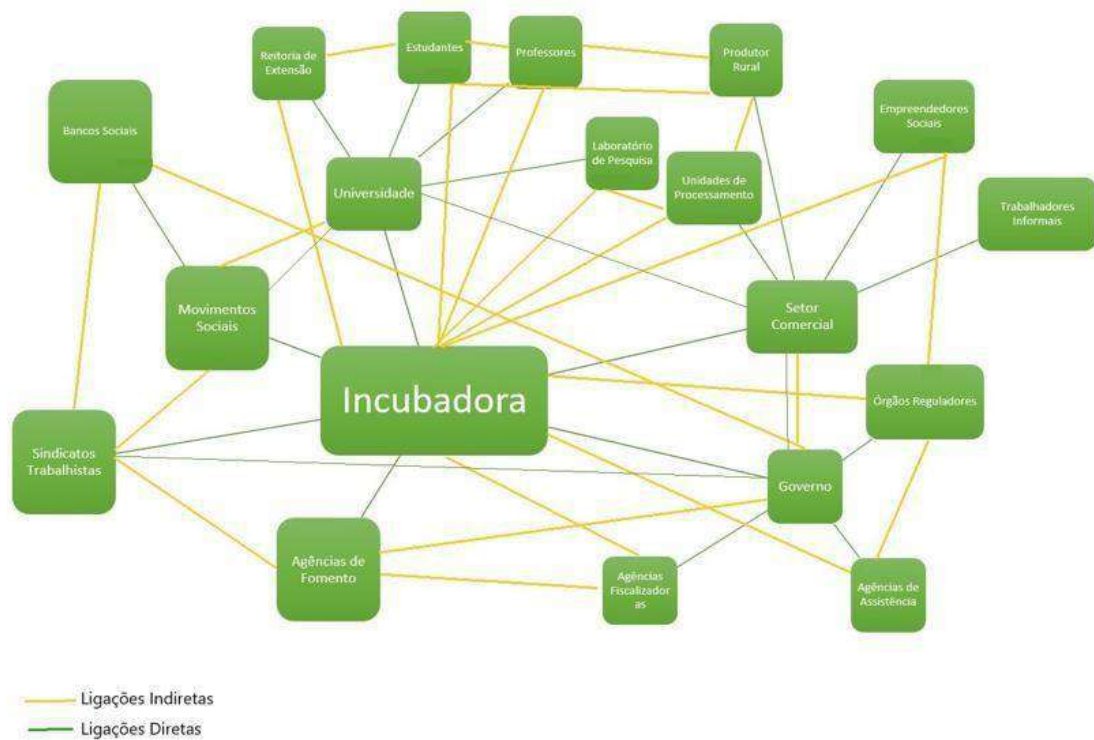 Reitoria de
Extensão
Estudantes
Professores
Produtor
Rural
Bancos Sociais
Empreendedores
Sociais
Laboratório
de Pesquisa
Universidade
Unidades de
Processamento
Trabalhadores
Informais
Movimentos
Sociais
Setor
Comercial
Incubadora
Órgãos Reguladores
Sindicatos
Trabalhistas
Governo
Agências de
Fomento
Agências
Fiscalizador
as
Agências de
Assistência
Ligações Indiretas
Ligações Diretas